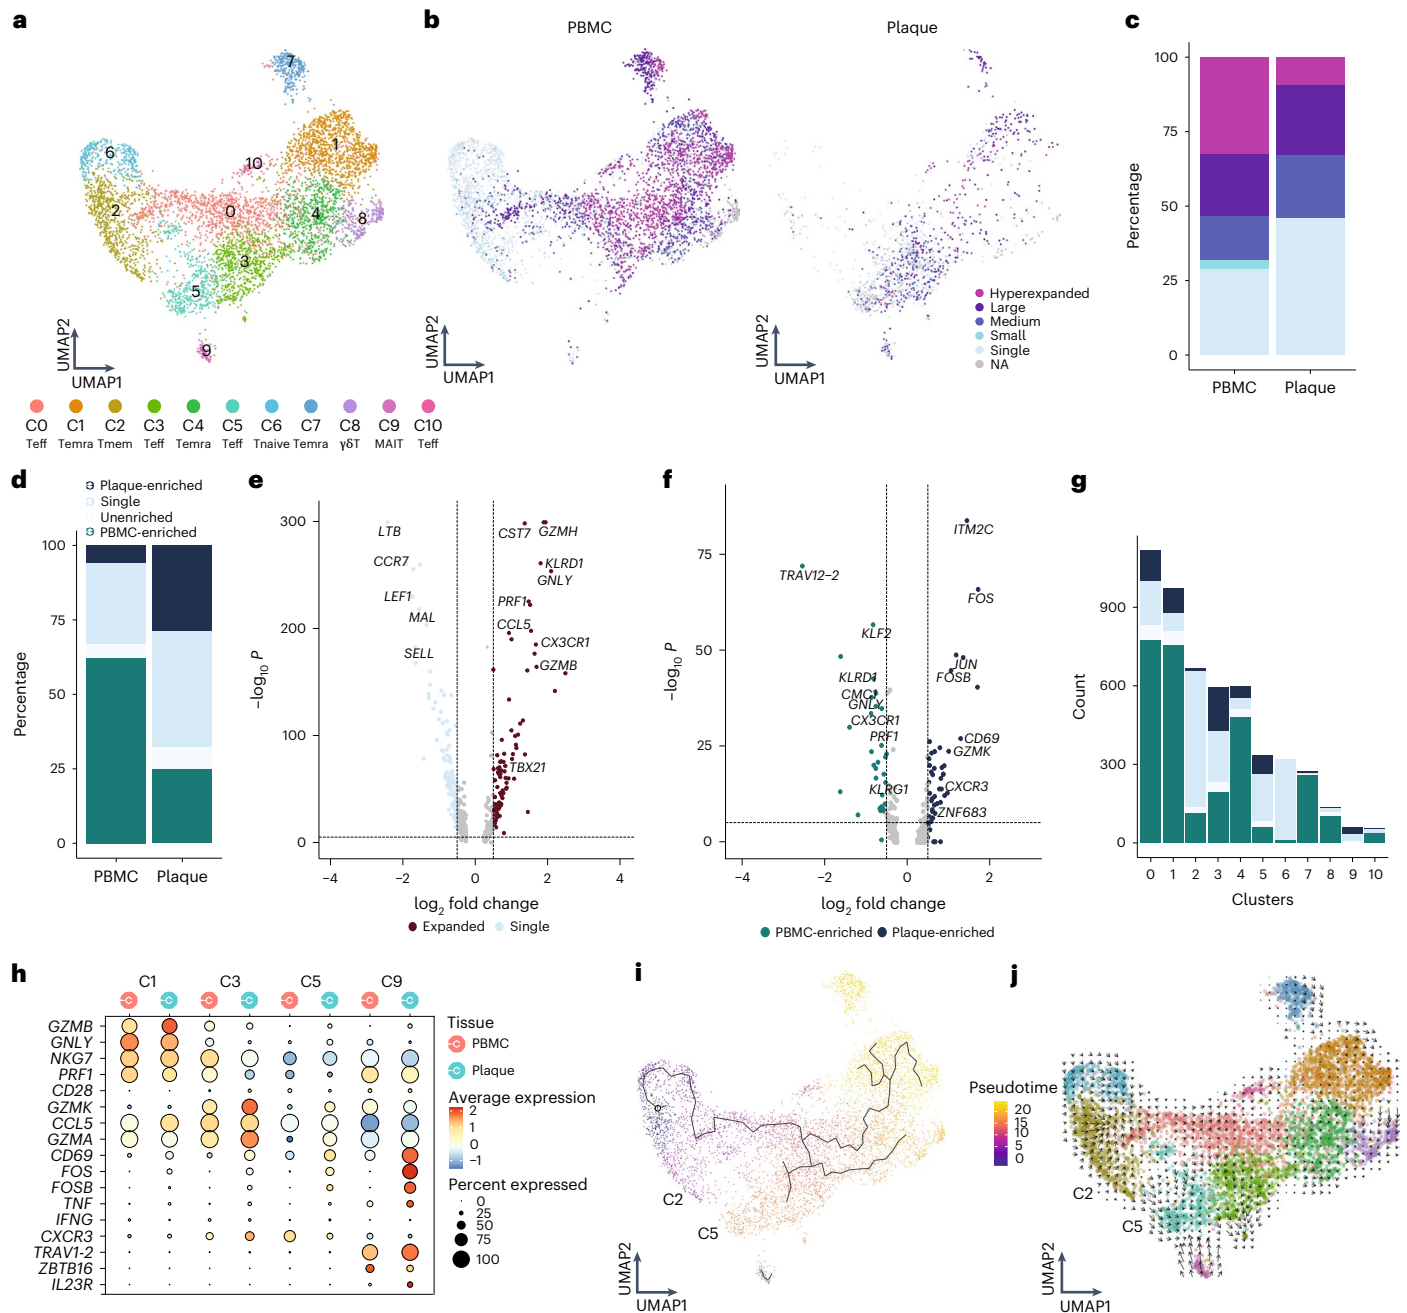 a
7
6
1
10
2
0
4
8
3
5
9
UMAP2
UMAP1
C0 C1 C2 C3 C4 C5 C6 C7 C8 C9 C10
Teff Temra Tmem Teff Temra Teff Tnaive Temra γδT MAIT Teff
b
PBMC Plaque
UMAP2
UMAP1
UMAP2
UMAP1
Hyperexpanded
Large
Medium
Small
Single
NA
c
Percentage
100
75
50
25
0
PBMC Plaque
d
Plaque-enriched
Single
Unenriched
PBMC-enriched
Percentage
100
75
50
25
0
PBMC Plaque
e
−log10 P
300
200
100
0
LTB
CCR7
LEF1
MAL
SELL
CST7 GZMH
KLRD1
GNLY
PRF1
CCL5
CX3CR1
GZMB
TBX21
−4 −2 0 2 4
log2 fold change
Expanded Single
f
−log10 P
75
50
25
0
ITM2C
TRAV12−2
FOS
KLF2
JUN
KLRD1 FOSB
CMC1
GNLY
CX3CR1
PRF1
CD69
GZMK
KLRG1
CXCR3
ZNF683
−4 −2 0 2
log2 fold change
PBMC-enriched Plaque-enriched
g
Count
900
600
300
0
0 1 2 3 4 5 6 7 8 9 10
Clusters
h
C1 C3 C5 C9
GZMB
GNLY
NKG7
PRF1
CD28
GZMK
CCL5
GZMA
CD69
FOS
FOSB
TNF
IFNG
CXCR3
TRAV1-2
ZBTB16
IL23R
Tissue
PBMC
Plaque
Average expression
2
1
0
−1
Percent expressed
0
25
50
75
100
i
C2
C5
UMAP2
UMAP1
Pseudotime
20
15
10
5
0
j
C2
C5
UMAP2
UMAP1